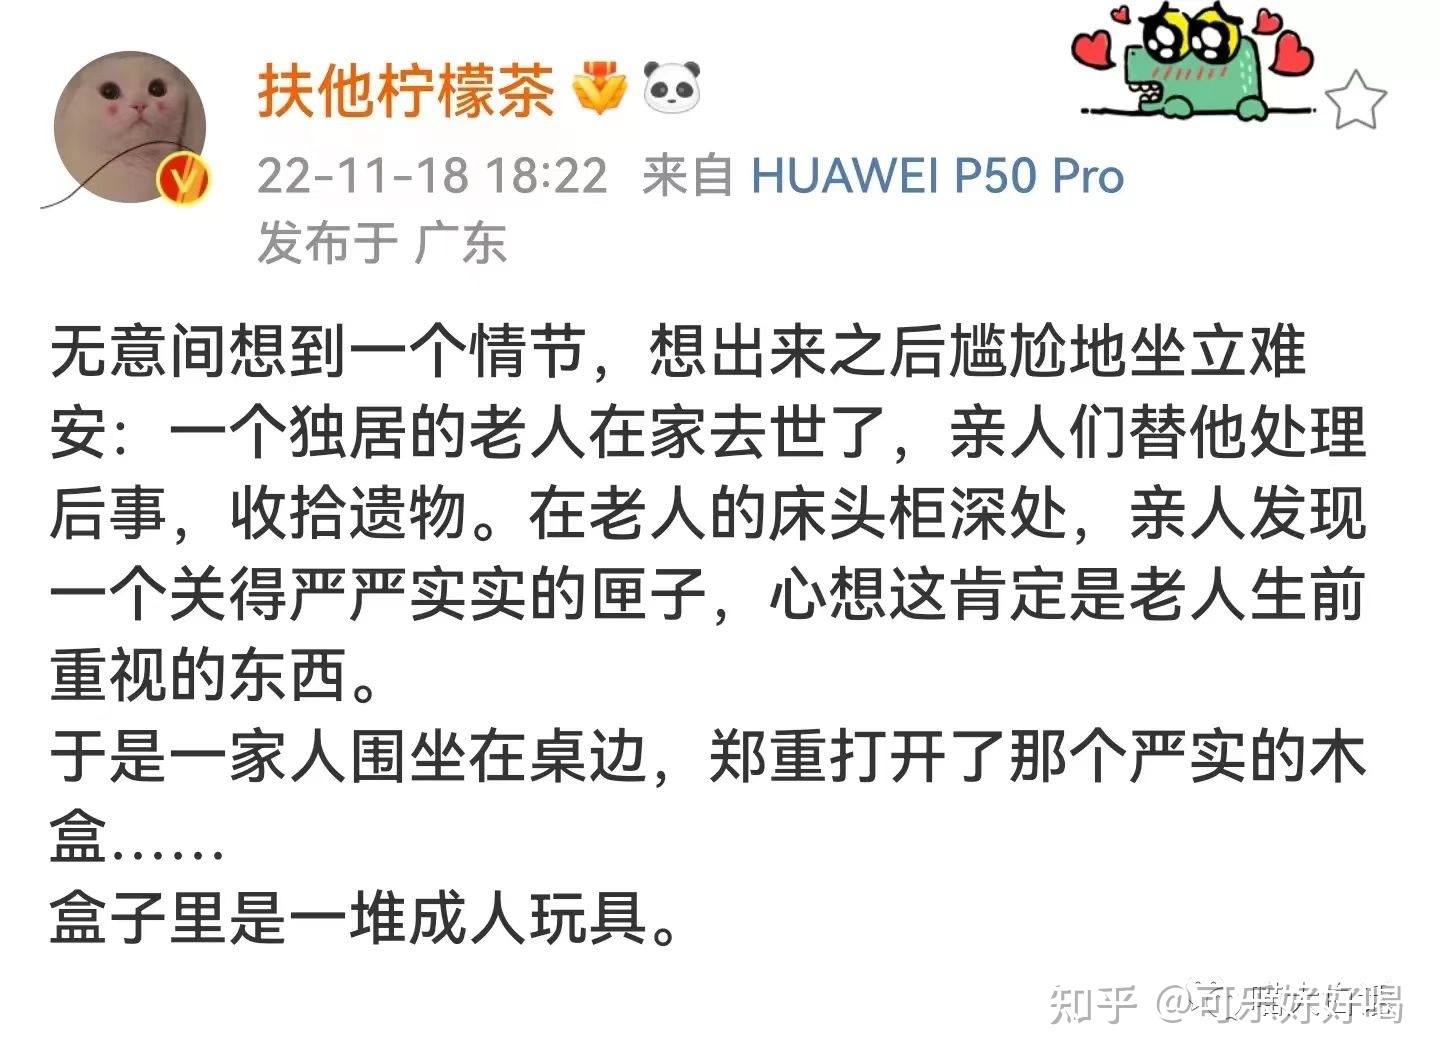 扶他柠檬茶
22-11-18 18:22 来自 HUAWEI P50 Pro
发布于 广东
无意间想到一个情节，想出来之后尴尬地坐立难
安：一个独居的老人在家去世了，亲人们替他处理
后事，收拾遗物。在老人的床头柜深处，亲人发现
一个关得严严实实的匣子，心想这肯定是老人生前
重视的东西。
于是一家人围坐在桌边，郑重打开了那个严实的木
盒……
盒子里是一堆成人玩具。
知乎 @可乐妹好喝